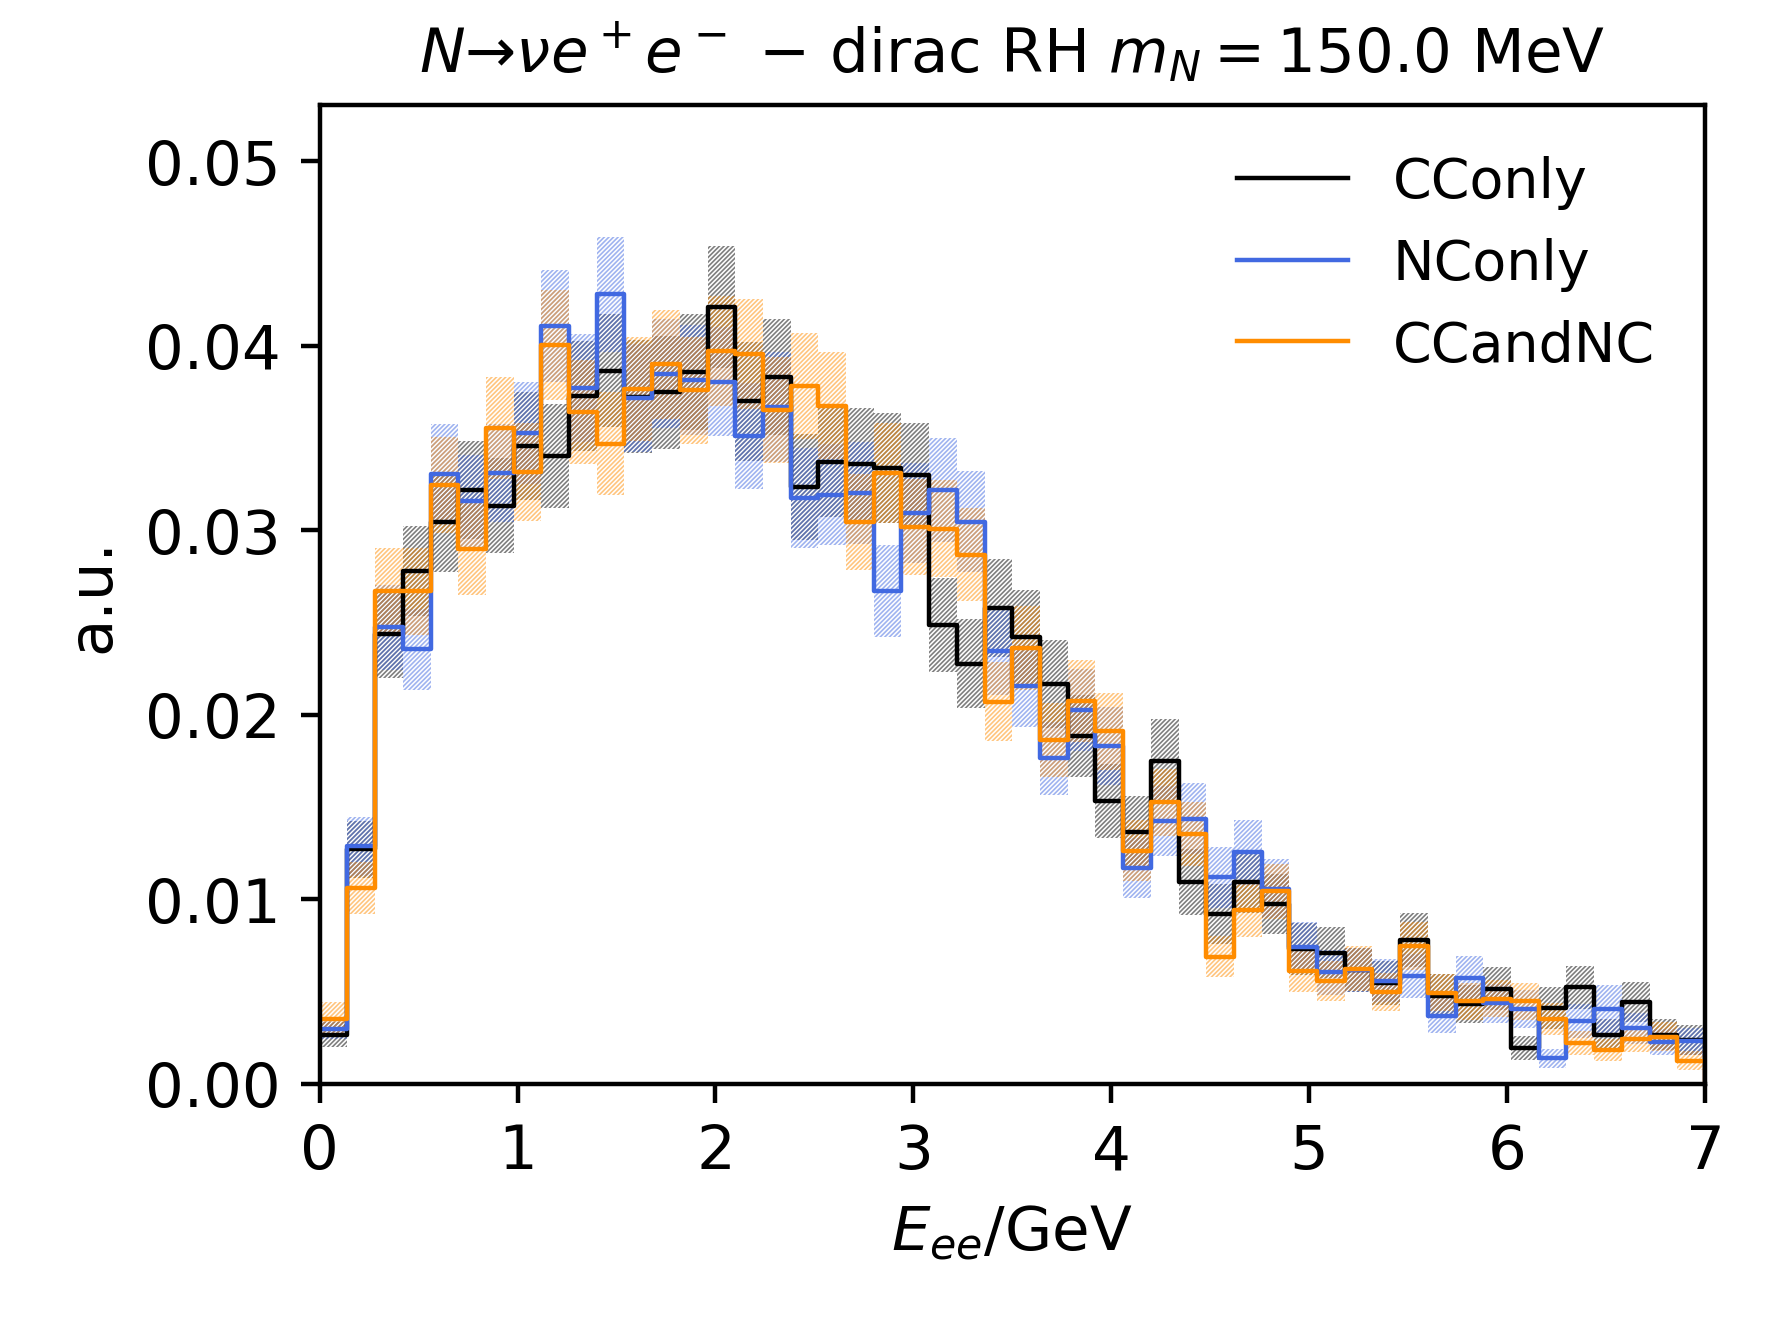 N→νe⁺e⁻ − dirac RH m_N = 150.0 MeV
CConly
NConly
CCandNC
0.05
0.04
0.03
0.02
0.01
0.00
a.u.
0 1 2 3 4 5 6 7
E_ee/GeV